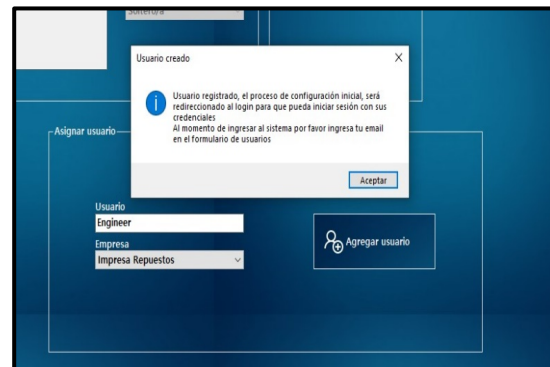 Soltero/a
Usuario creado
Usuario registrado, el proceso de configuración inicial, será
redireccionado al login para que pueda iniciar sesión con sus
credenciales
Al momento de ingresar al sistema por favor ingresa tu email
en el formulario de usuarios
Aceptar
Asignar usuario
Usuario
Engineer
Empresa
Impresa Repuestos
Agregar usuario